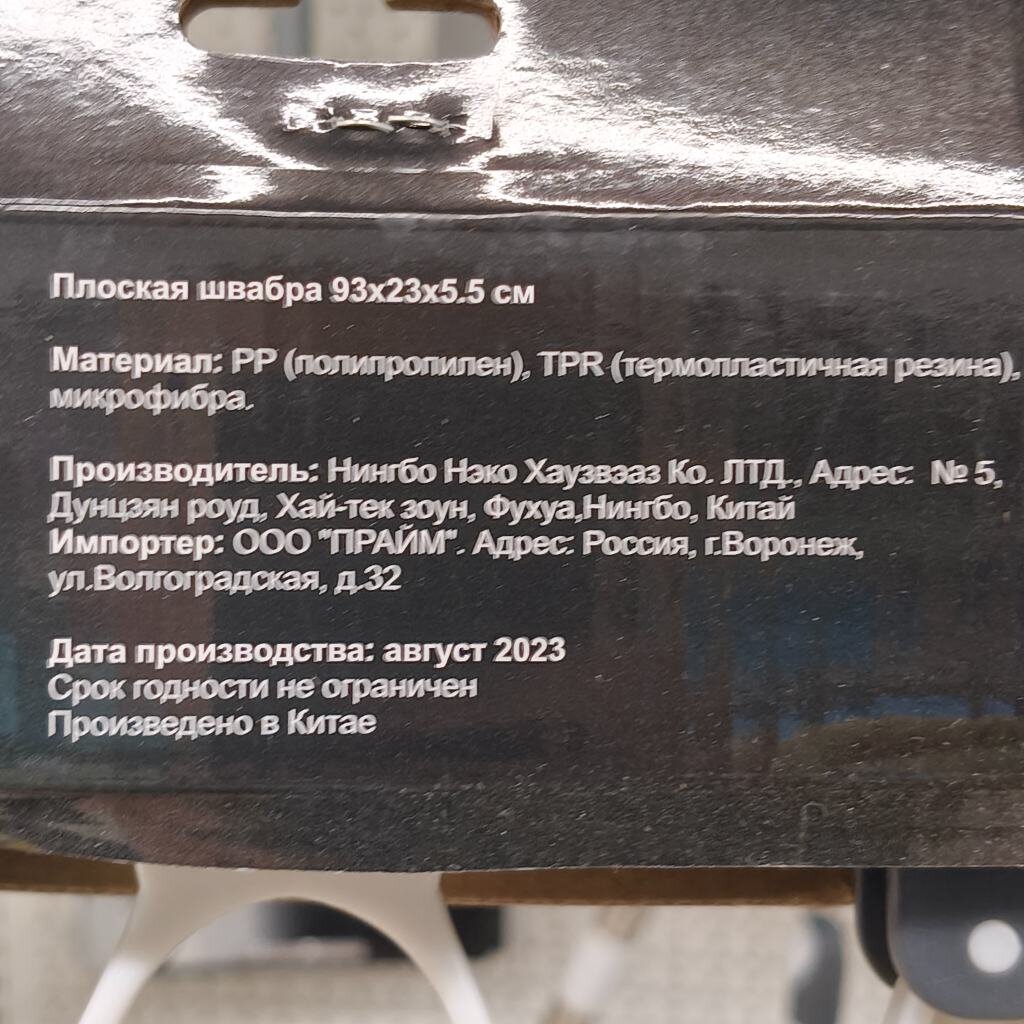 Плоская швабра 93x23x5.5 см
Материал: PP (полипропилен), TPR (термопластичная резина),
микрофибра.
Производитель: Нингбо Нэко Хаузвэаз Ко. ЛТД., Адрес: № 5,
Дунцзян роуд, Хай-тек зоун, Фухуа,Нингбо, Китай
Импортер: ООО "ПРАЙМ". Адрес: Россия, г.Воронеж,
ул.Волгоградская, д.32
Дата производства: август 2023
Срок годности не ограничен
Произведено в Китае